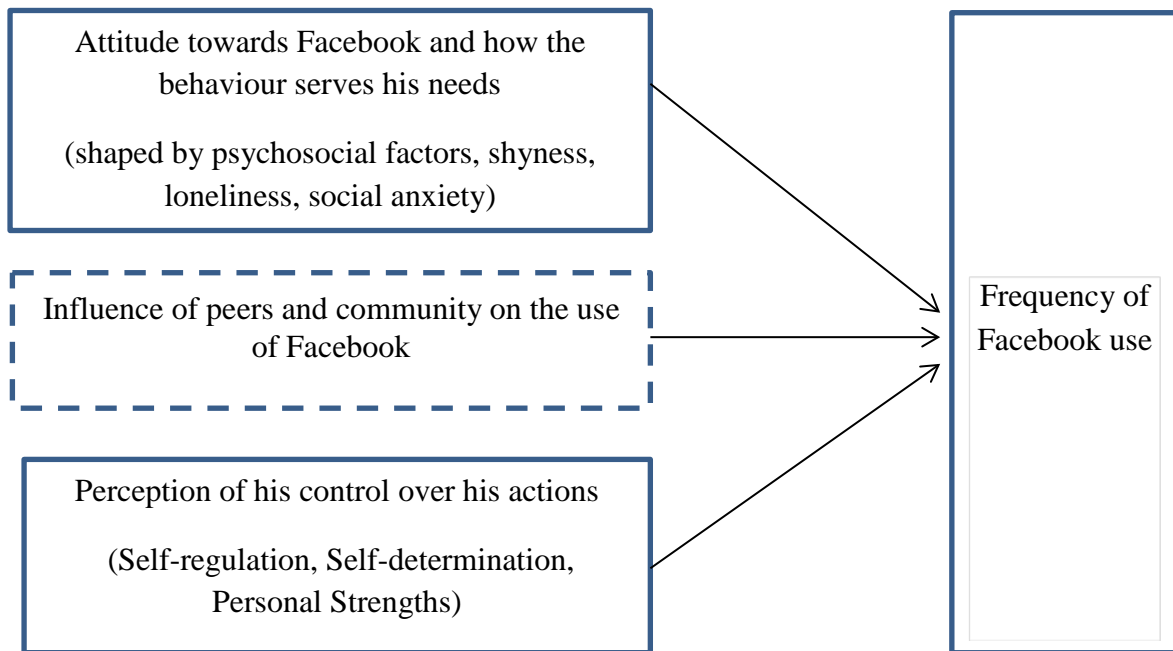 Attitude towards Facebook and how the
behaviour serves his needs
(shaped by psychosocial factors, shyness,
loneliness, social anxiety)
Influence of peers and community on the use
of Facebook
Perception of his control over his actions
(Self-regulation, Self-determination,
Personal Strengths)
Frequency of
Facebook use